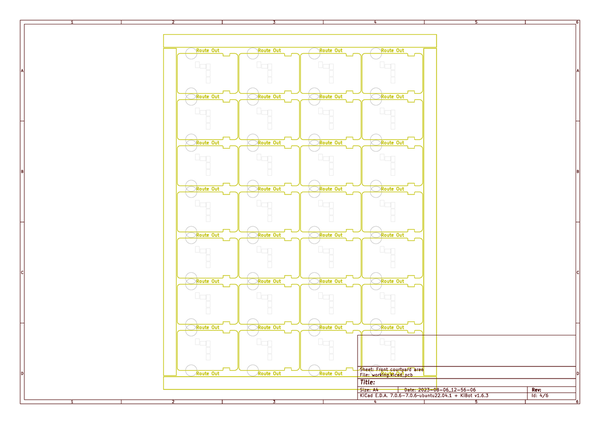 1 2 3 4 5 6
Route Out Route Out Route Out Route Out
A A
Route Out Route Out Route Out Route Out
Route Out Route Out Route Out Route Out
B B
Route Out Route Out Route Out Route Out
Route Out Route Out Route Out Route Out
C C
Route Out Route Out Route Out Route Out
Route Out Route Out Route Out Route Out
Sheet: Front courtyard area
D D
Route Out Route Out Route Out
File: working.kicad_pcb
Title:
Size: A4 Date: 2023-08-06_12-56-06 Rev:
KiCad E.D.A. 7.0.6-7.0.6~ubuntu22.04.1 + KiBot v1.6.3 Id: 4/6
1 2 3 4 5 6